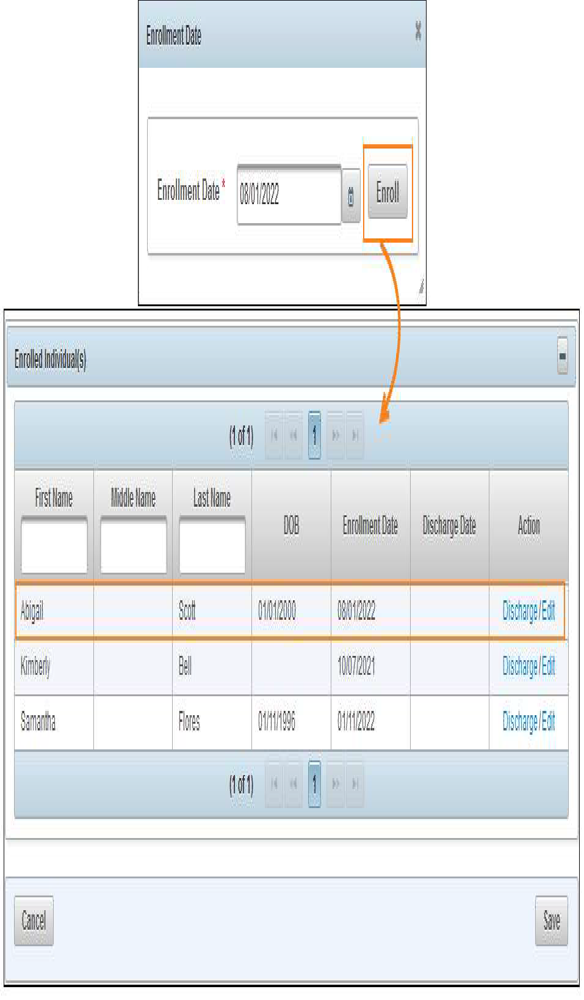 Enrollment Date
Enrollment Date * 08/01/2022 Enroll
Enrolled Individual(s)
(1 of 1) 1
First Name Middle Name Last Name DOB Enrollment Date Discharge Date Action
Abigail Scott 01/01/2000 08/01/2022 Discharge / Edit
Kimberly Bell 10/07/2021 Discharge / Edit
Samantha Flores 01/11/1996 01/11/2022 Discharge / Edit
(1 of 1) 1
Cancel Save